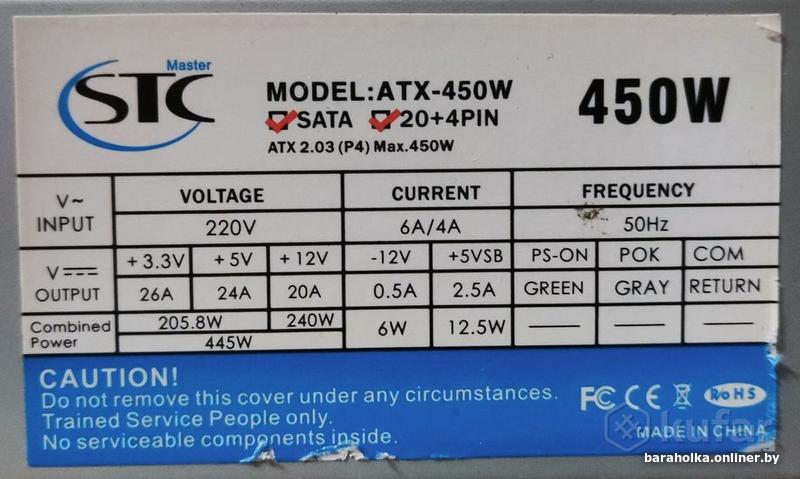 Master
STC
MODEL:ATX-450W
SATA 20+4PIN
ATX 2.03 (P4) Max.450W
450W
V~ INPUT VOLTAGE CURRENT FREQUENCY
220V 6A/4A 50Hz
V OUTPUT +3.3V +5V +12V -12V +5VSB PS-ON POK COM
26A 24A 20A 0.5A 2.5A GREEN GRAY RETURN
Combined Power 205.8W 240W 6W 12.5W — — —
445W
CAUTION!
Do not remove this cover under any circumstances.
Trained Service People only.
No serviceable components inside.
FC CE RoHS
MADE IN CHINA
kufar
baraholka.onliner.by